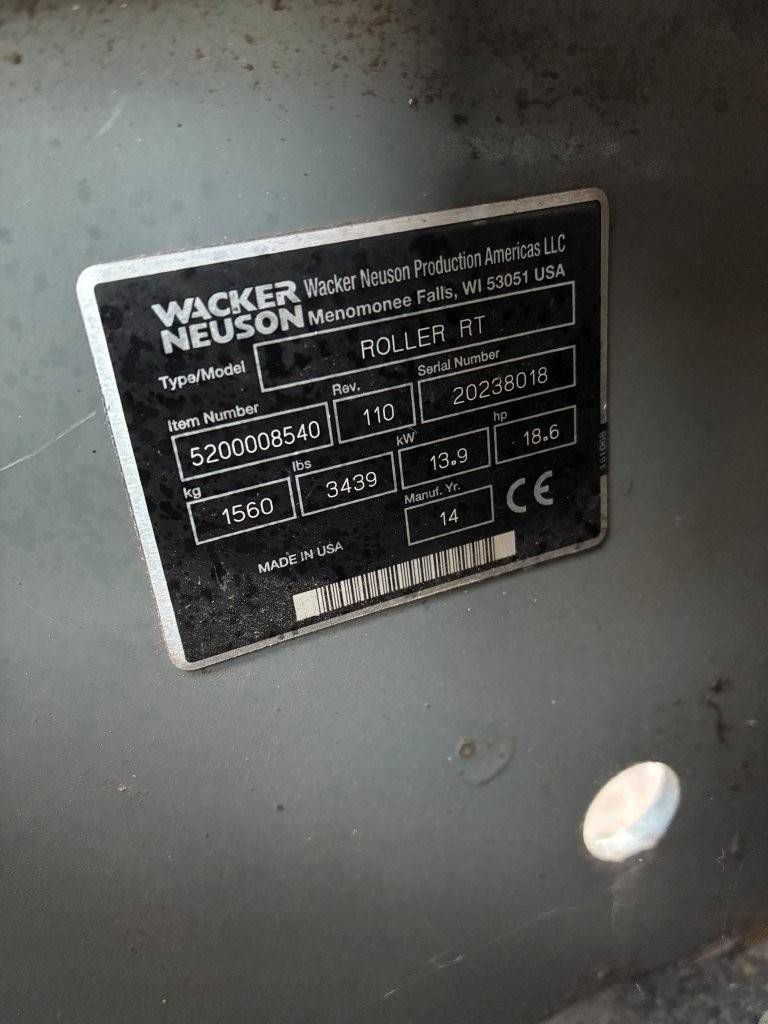 WACKER NEUSON
Wacker Neuson Production Americas LLC
Menomonee Falls, WI 53051 USA
Type/Model ROLLER RT
Item Number Rev. Serial Number
5200008540 110 20238018
kg lbs kW hp
1560 3439 13.9 18.6
Manuf. Yr.
14
CE
MADE IN USA
161068